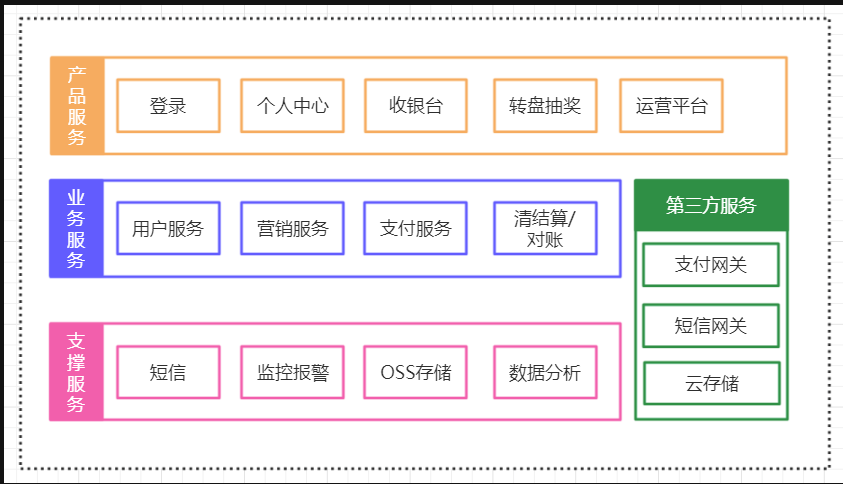 产品服务
登录
个人中心
收银台
转盘抽奖
运营平台
业务服务
用户服务
营销服务
支付服务
清结算/
对账
第三方服务
支付网关
短信网关
云存储
支撑服务
短信
监控报警
OSS存储
数据分析